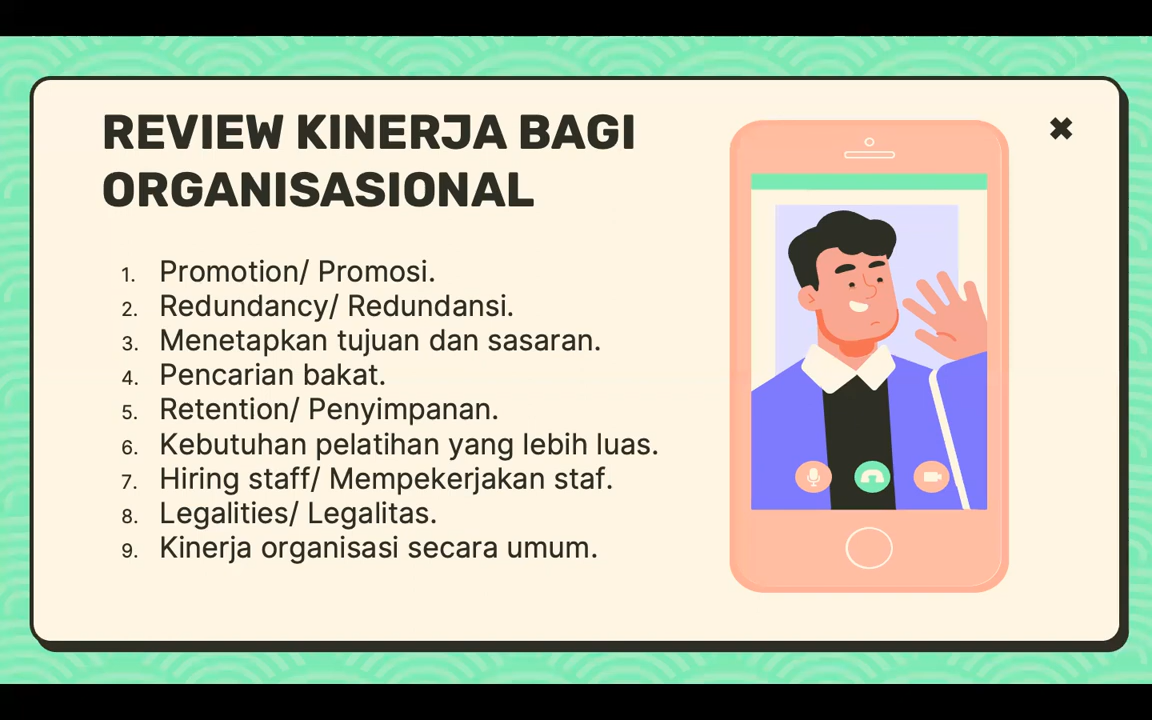 REVIEW KINERJA BAGI
ORGANISASIONAL
1. Promotion/ Promosi.
2. Redundancy/ Redundansi.
3. Menetapkan tujuan dan sasaran.
4. Pencarian bakat.
5. Retention/ Penyimpanan.
6. Kebutuhan pelatihan yang lebih luas.
7. Hiring staff/ Mempekerjakan staf.
8. Legalities/ Legalitas.
9. Kinerja organisasi secara umum.